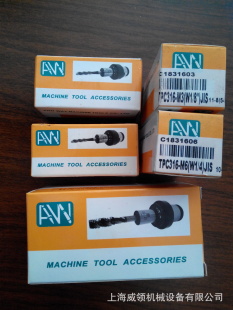 AW
MACHINE TOOL ACCESSORIES
C1831603
TPC316-M3(W1/8")JIS
AW
MACHINE TOOL ACCESSORIES
C1831606
TPC316-M6(W1/4)JIS 10
AW
MACHINE TOOL ACCESSORIES
上海威领机械设备有限公司